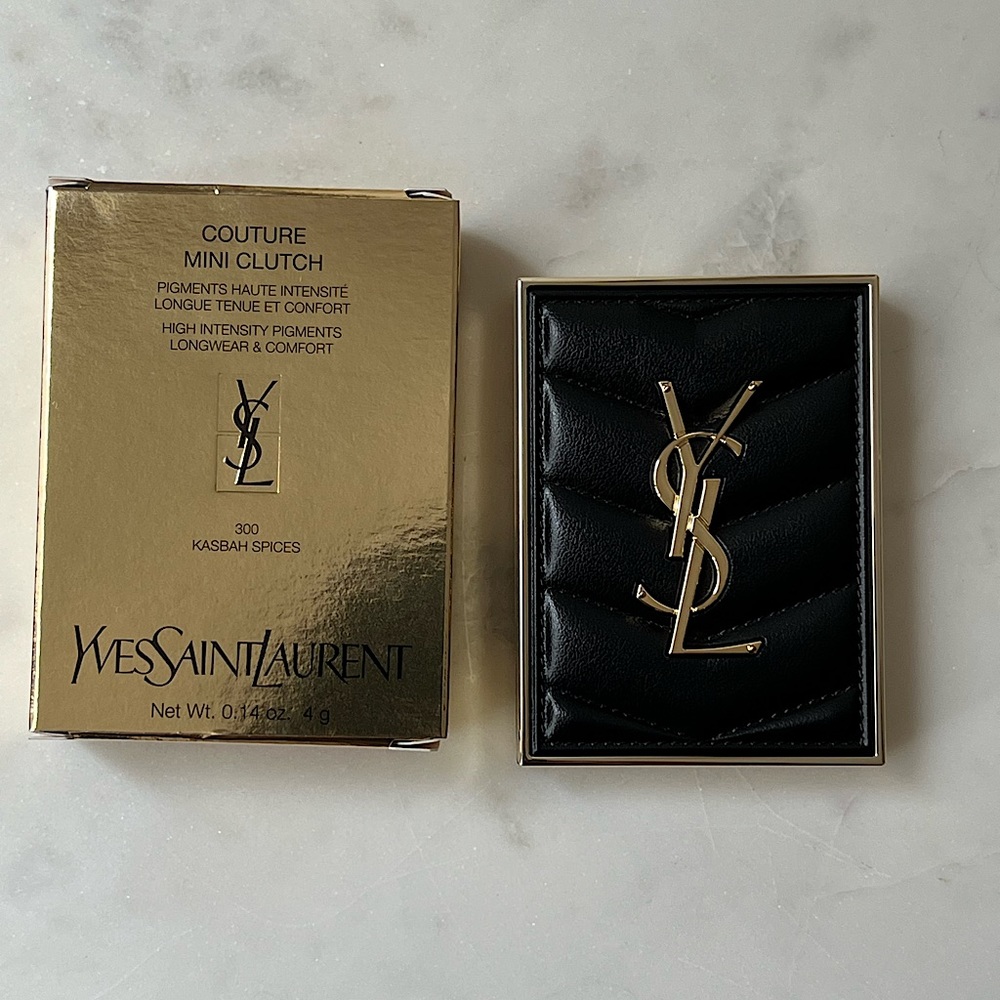 COUTURE
MINI CLUTCH
PIGMENTS HAUTE INTENSITÉ
LONGUE TENUE ET CONFORT
HIGH INTENSITY PIGMENTS
LONGWEAR & COMFORT
YSL
300
KASBAH SPICES
YVESSAINTLAURENT
Net Wt. 0.14 oz. 4 g
YSL